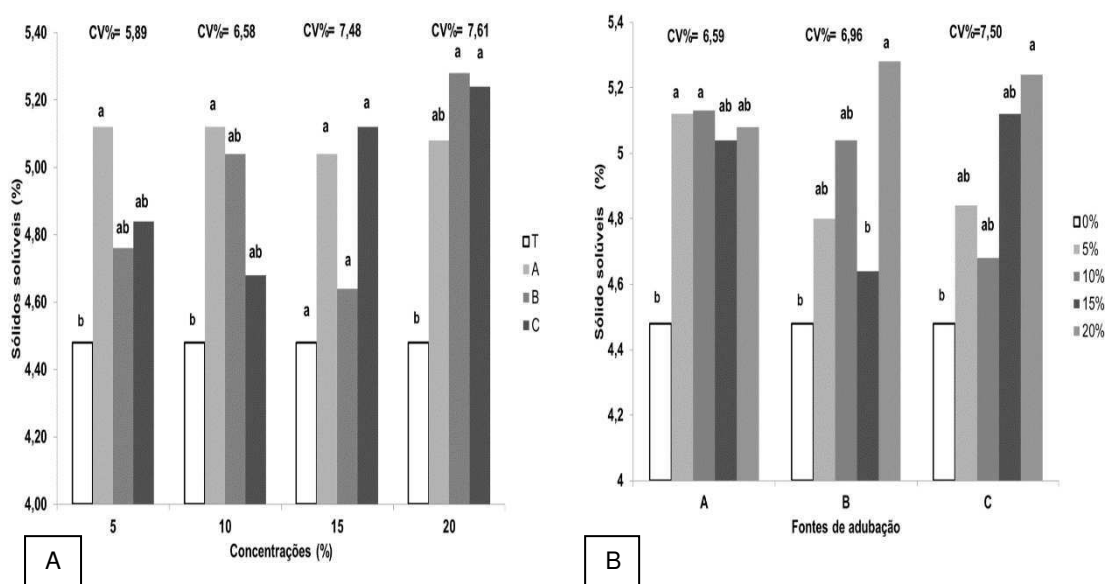 5,40
5,20
5,00
4,80
4,60
4,40
4,20
4,00
Sólidos solúveis (%)
CV%= 5,89
CV%= 6,58
CV%= 7,48
CV%= 7,61
b
a
ab
ab
b
a
ab
ab
a
a
a
a
b
ab
a
a
5
10
15
20
Concentrações (%)
T
A
B
C
A
5,4
5,2
5
4,8
4,6
4,4
4,2
4
Sólido solúveis (%)
CV%= 6,59
CV%= 6,96
CV%=7,50
b
a
a
ab
ab
b
ab
ab
b
a
b
ab
ab
ab
a
A
B
C
Fontes de adubação
0%
5%
10%
15%
20%
B